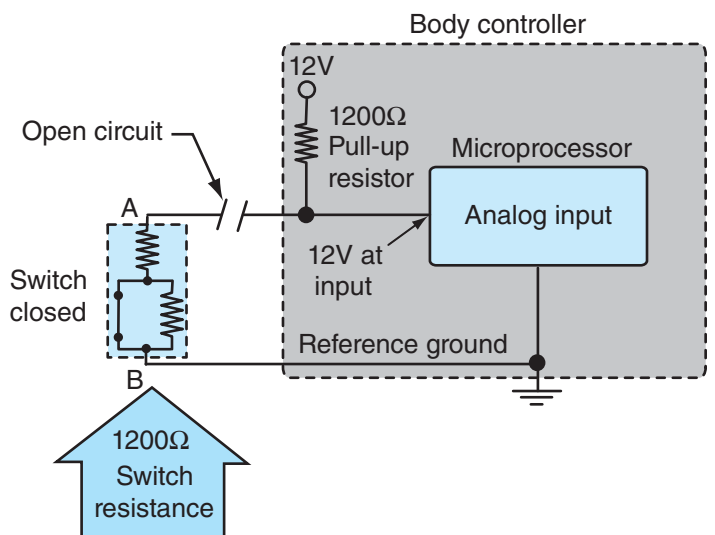 Body controller
12V
1200Ω
Pull-up
resistor
Open circuit
Microprocessor
Analog input
A
12V at
input
Switch
closed
Reference ground
B
1200Ω
Switch
resistance